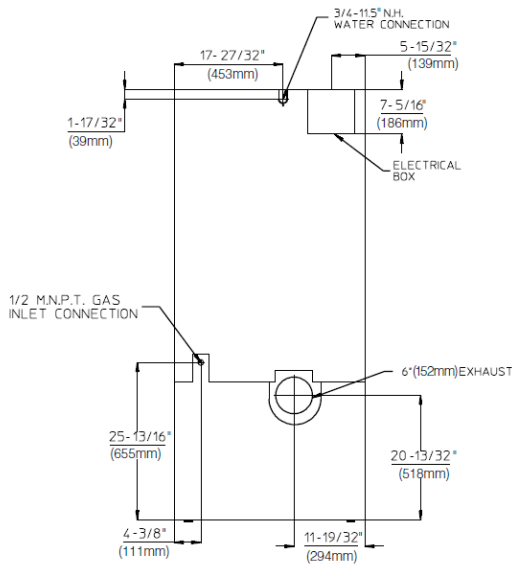 3/4-11.5" N.H.
WATER CONNECTION
17-27/32"
(453mm)
5-15/32"
(139mm)
1-17/32"
(39mm)
7-5/16"
(186mm)
ELECTRICAL
BOX
1/2 M.N.P.T. GAS
INLET CONNECTION
6"(152mm)EXHAUST
25-13/16"
(655mm)
20-13/32"
(518mm)
4-3/8"
(111mm)
11-19/32"
(294mm)